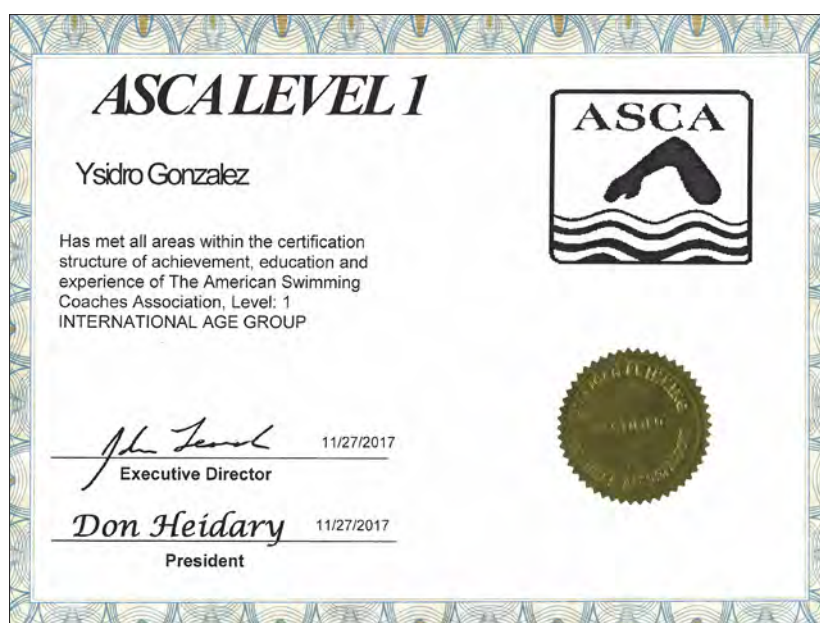 ASCA LEVEL 1
ASCA
Ysidro Gonzalez
Has met all areas within the certification
structure of achievement, education and
experience of The American Swimming
Coaches Association, Level: 1
INTERNATIONAL AGE GROUP
11/27/2017
Executive Director
Don Heidary 11/27/2017
President